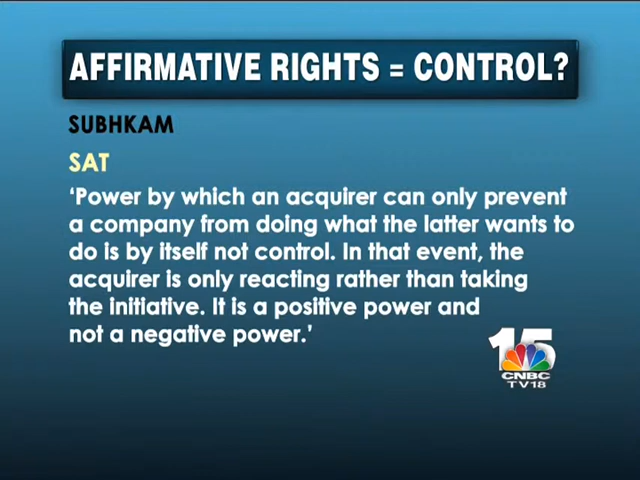 AFFIRMATIVE RIGHTS = CONTROL?
SUBHKAM
SAT
‘Power by which an acquirer can only prevent
a company from doing what the latter wants to
do is by itself not control. In that event, the
acquirer is only reacting rather than taking
the initiative. It is a positive power and
not a negative power.’
15
CNBC
TV18